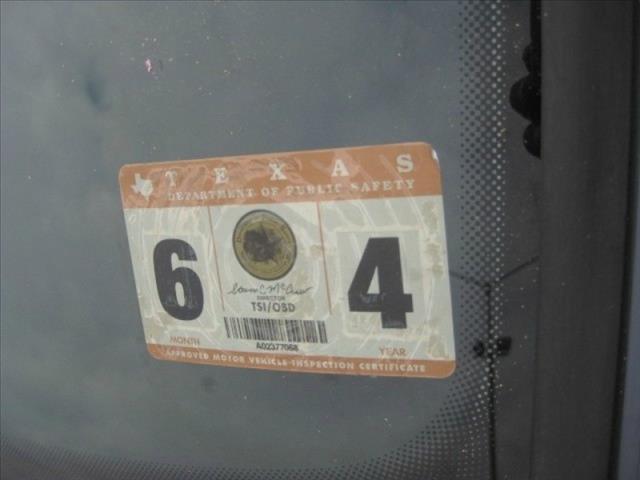 TEXAS
DEPARTMENT OF PUBLIC SAFETY
6 4
DIRECTOR
TSI/OBD
A02377068
MONTH YEAR
APPROVED MOTOR VEHICLE INSPECTION CERTIFICATE